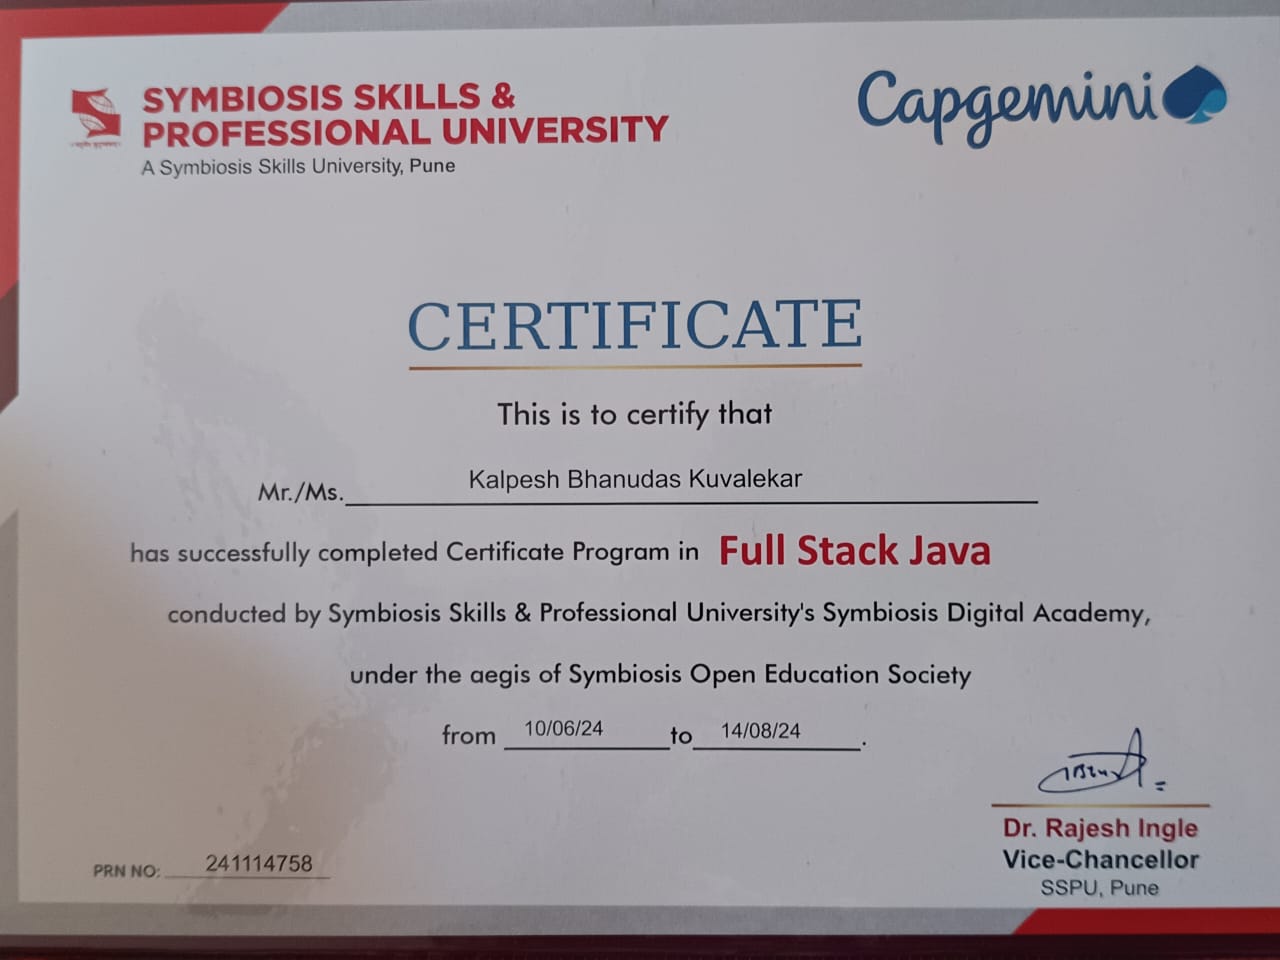 SYMBIOSIS SKILLS &
PROFESSIONAL UNIVERSITY
A Symbiosis Skills University, Pune
Capgemini
CERTIFICATE
This is to certify that
Mr./Ms. Kalpesh Bhanudas Kuvalekar
has successfully completed Certificate Program in Full Stack Java
conducted by Symbiosis Skills & Professional University's Symbiosis Digital Academy,
under the aegis of Symbiosis Open Education Society
from 10/06/24 to 14/08/24.
Dr. Rajesh Ingle
Vice-Chancellor
SSPU, Pune
PRN NO: 241114758